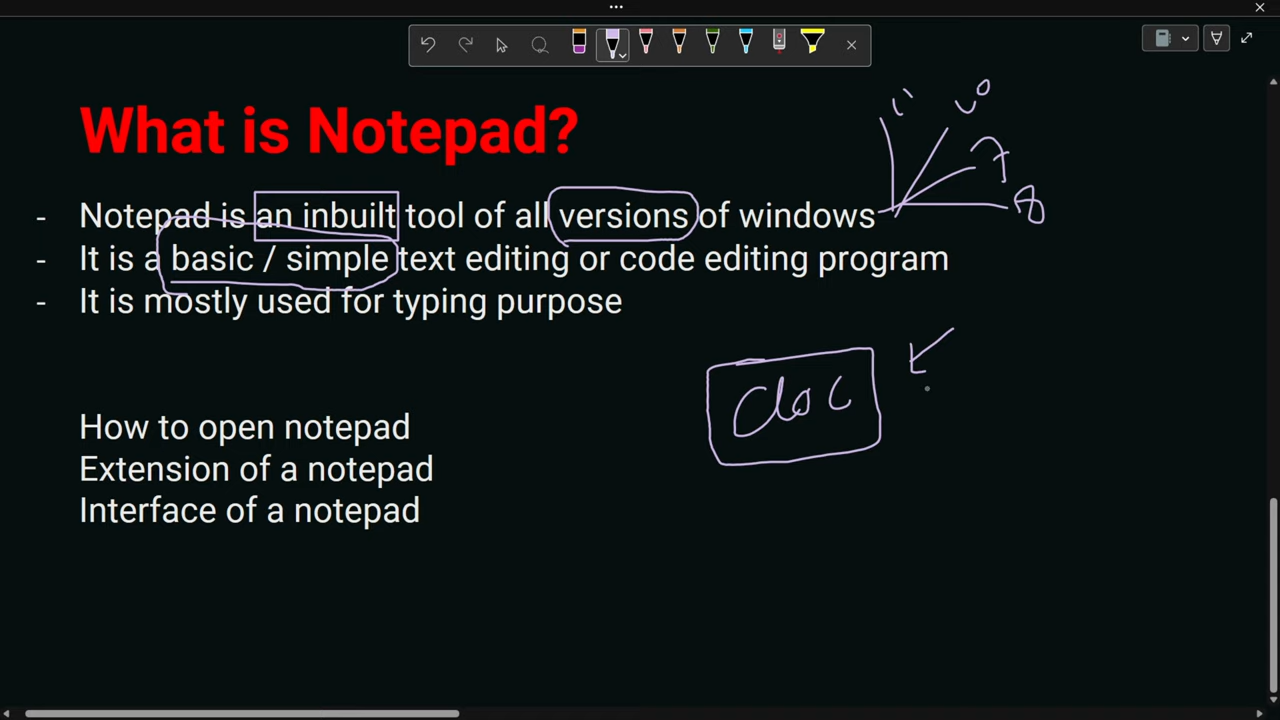 What is Notepad?
- Notepad is an inbuilt tool of all versions of windows
- It is a basic / simple text editing or code editing program
- It is mostly used for typing purpose
How to open notepad
Extension of a notepad
Interface of a notepad
11
10
7
8
doc